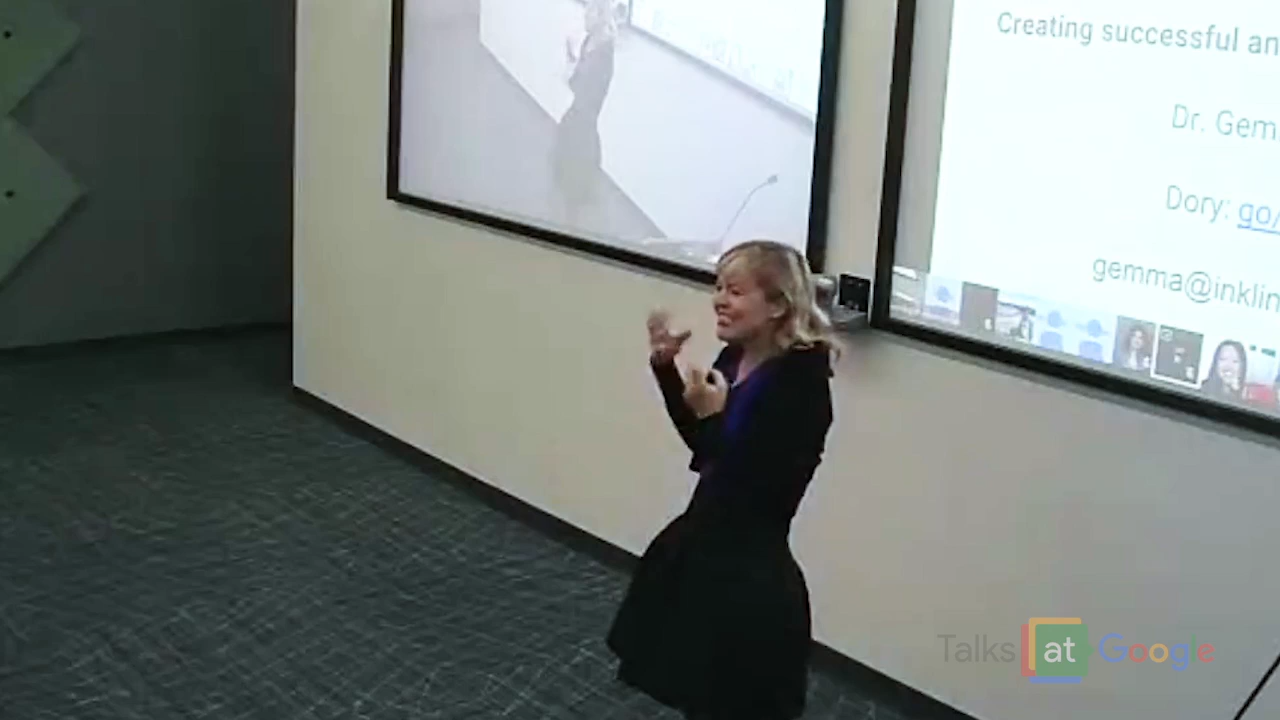 Creating successful an
Dr. Gem
Dory: go/
gemma@inklin
Talks at Google